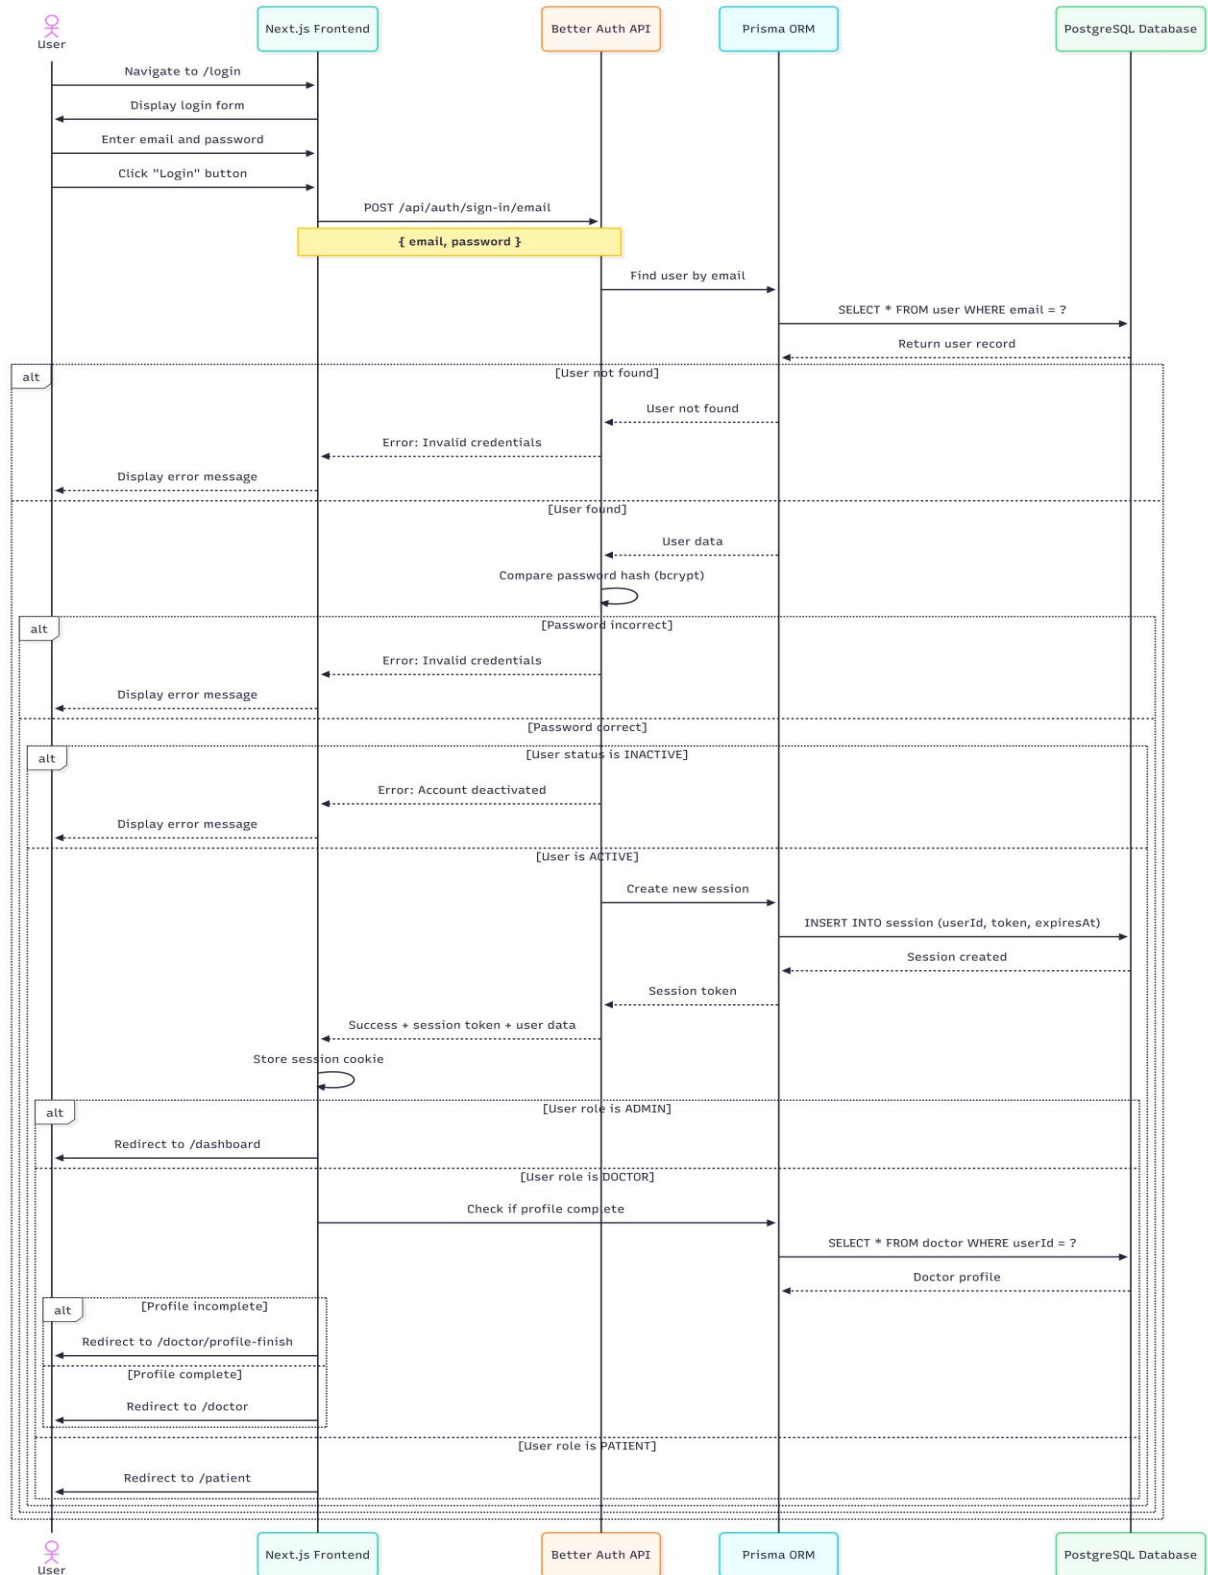 User
Next.js Frontend
Better Auth API
Prisma ORM
PostgreSQL Database
Navigate to /login
Display login form
Enter email and password
Click "Login" button
POST /api/auth/sign-in/email
{ email, password }
Find user by email
SELECT * FROM user WHERE email = ?
Return user record
alt
[User not found]
User not found
Error: Invalid credentials
Display error message
[User found]
User data
Compare password hash (bcrypt)
alt
[Password incorrect]
Error: Invalid credentials
Display error message
[Password correct]
alt
[User status is INACTIVE]
Error: Account deactivated
Display error message
[User is ACTIVE]
Create new session
INSERT INTO session (userId, token, expiresAt)
Session created
Session token
Success + session token + user data
Store session cookie
alt
[User role is ADMIN]
Redirect to /dashboard
[User role is DOCTOR]
Check if profile complete
SELECT * FROM doctor WHERE userId = ?
Doctor profile
alt
[Profile incomplete]
Redirect to /doctor/profile-finish
[Profile complete]
Redirect to /doctor
[User role is PATIENT]
Redirect to /patient
User
Next.js Frontend
Better Auth API
Prisma ORM
PostgreSQL Database